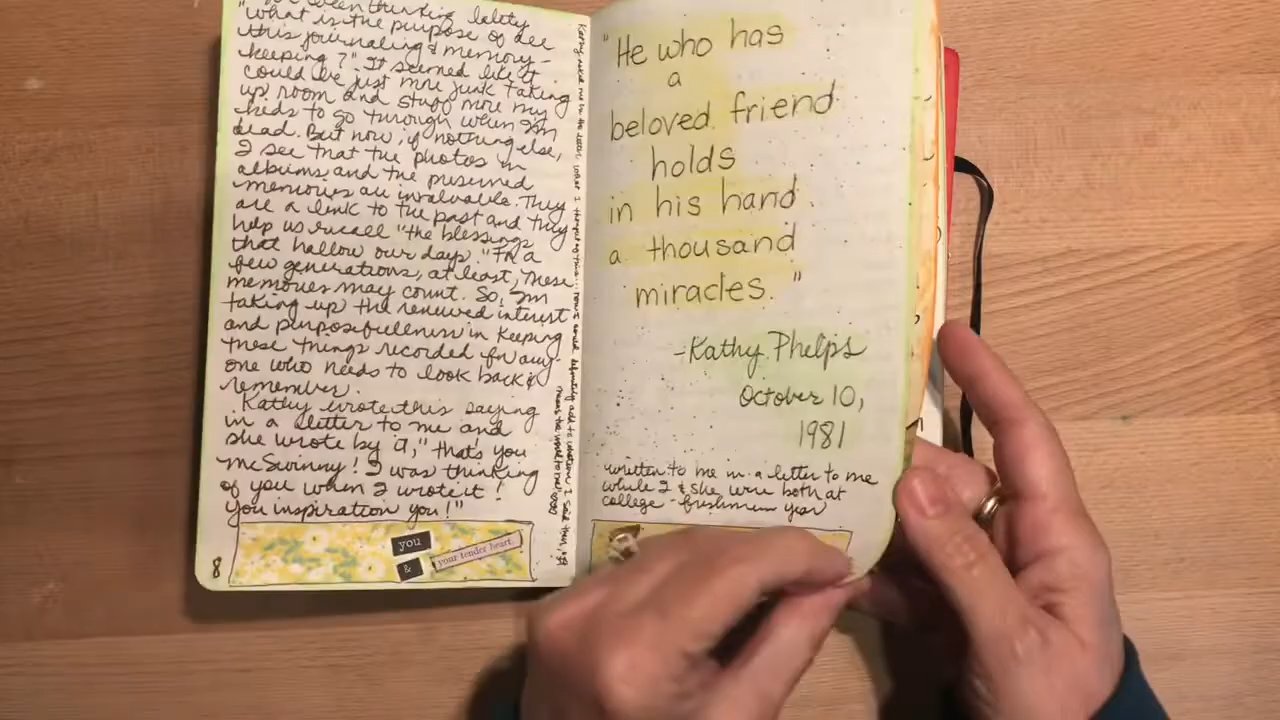 been thinking lately
"what is the purpose of all
this journaling & memory-
keeping?" It seemed like it
could be just more junk taking
up room and stuff more my
kids to go through when I'm
dead. But now, if nothing else,
I see that the photos in
albums and the preserved
memories are invaluable. They
are a link to the past and they
help us recall "the blessings
that hallow our days." In a
few generations, at least, these
memories may count. So, I'm
taking up the renewed interest
and purposefullness in keeping
these things recorded for any-
one who needs to look back &
remember.
Kathy wrote this saying
in a letter to me and
she wrote by it, "that's you
McSwinny! I was thinking
of you when I wrote it!
You inspiration you!"
you
&
your tender heart.
8
"He who has
a
beloved friend
holds
in his hand
a thousand
miracles."
-Kathy Phelps
October 10,
1981
written to me in a letter to me
while I & she were both at
college - freshman year